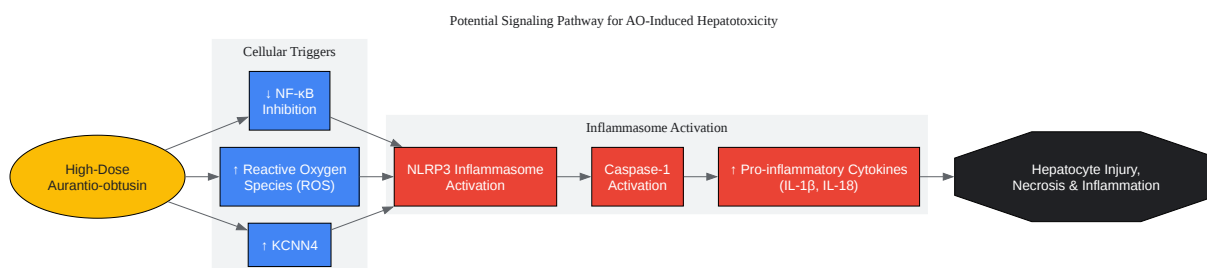 Potential Signaling Pathway for AO-Induced Hepatotoxicity
Cellular Triggers
↓ NF-κB
Inhibition
Inflammasome Activation
High-Dose
Aurantio-obtusin
↑ Reactive Oxygen
Species (ROS)
NLRP3 Inflammasome
Activation
Caspase-1
Activation
↑ Pro-inflammatory Cytokines
(IL-1β, IL-18)
Hepatocyte Injury,
Necrosis & Inflammation
↑ KCNN4